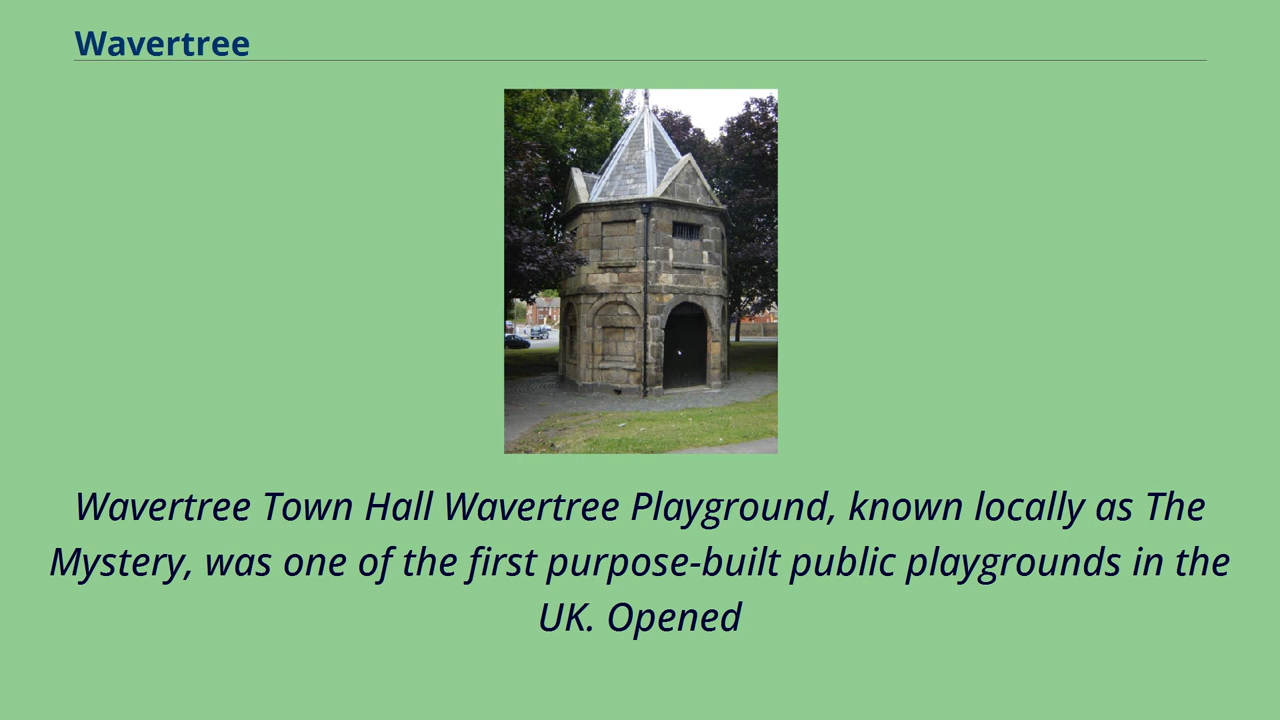 Wavertree
Wavertree Town Hall Wavertree Playground, known locally as The
Mystery, was one of the first purpose-built public playgrounds in the
UK. Opened